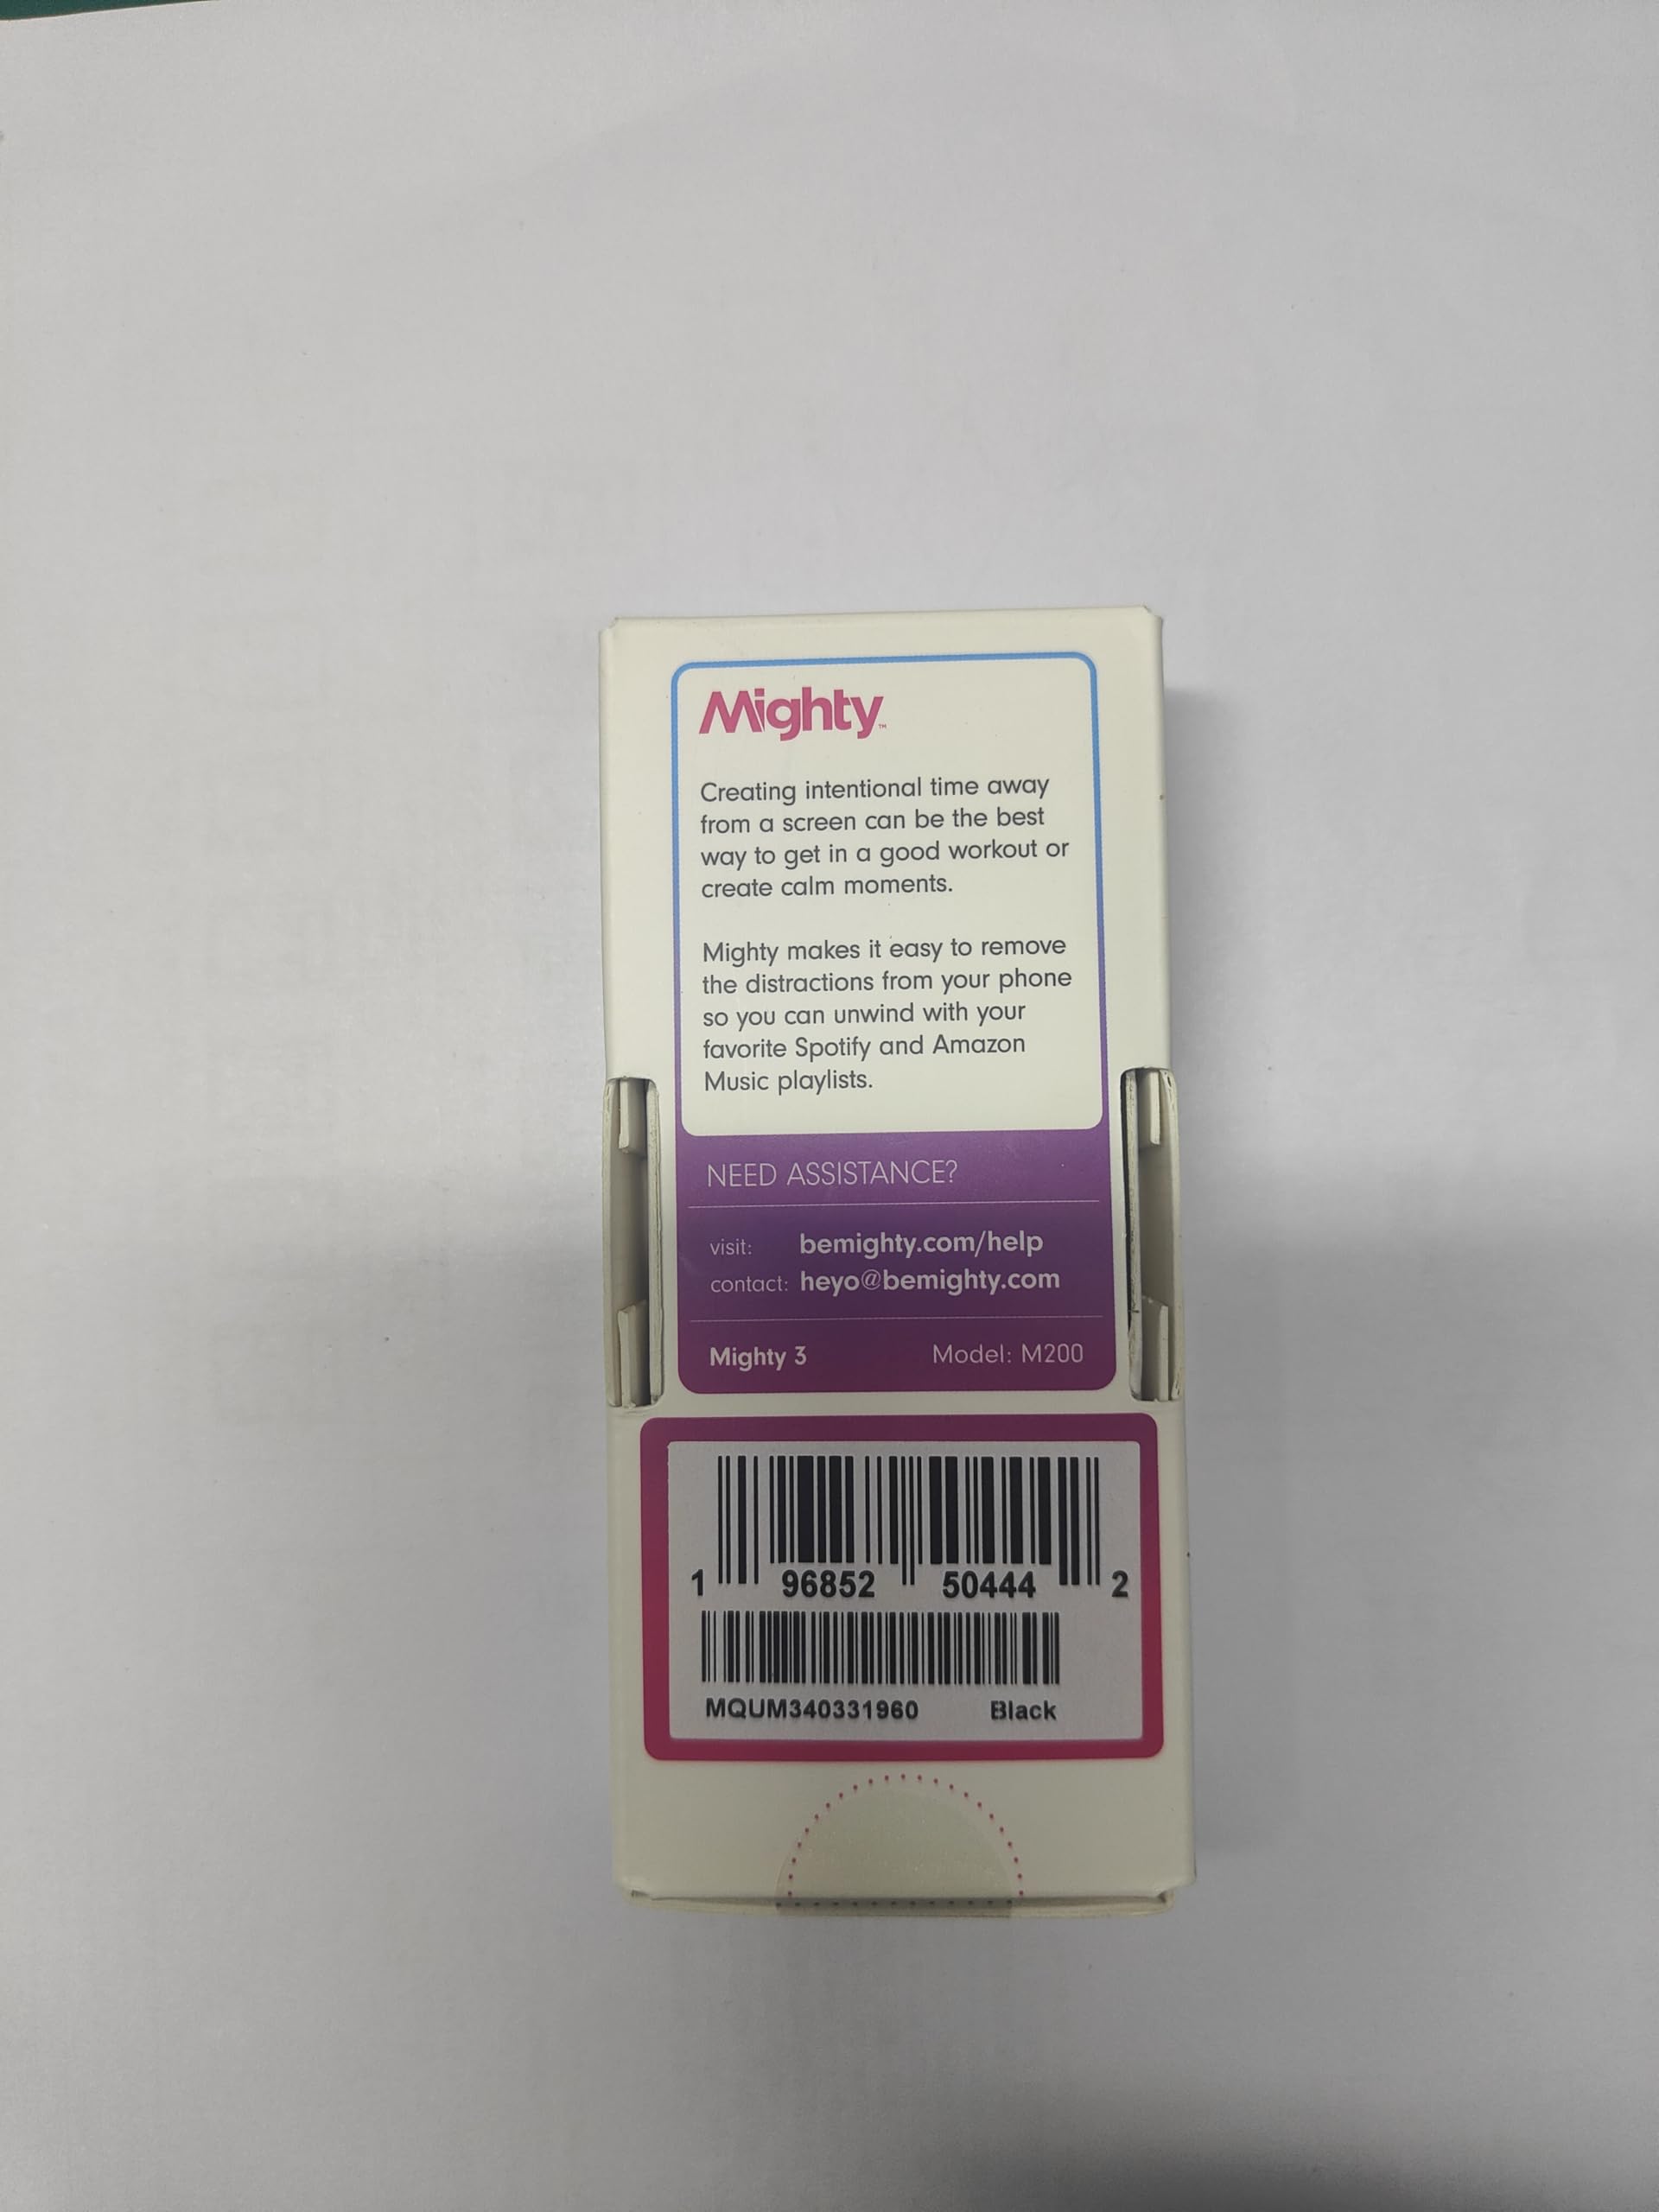 Mighty™
Creating intentional time away
from a screen can be the best
way to get in a good workout or
create calm moments.
Mighty makes it easy to remove
the distractions from your phone
so you can unwind with your
favorite Spotify and Amazon
Music playlists.
NEED ASSISTANCE?
visit: bemighty.com/help
contact: heyo@bemighty.com
Mighty 3 Model: M200
1 96852 50444 2
MQUM340331960 Black